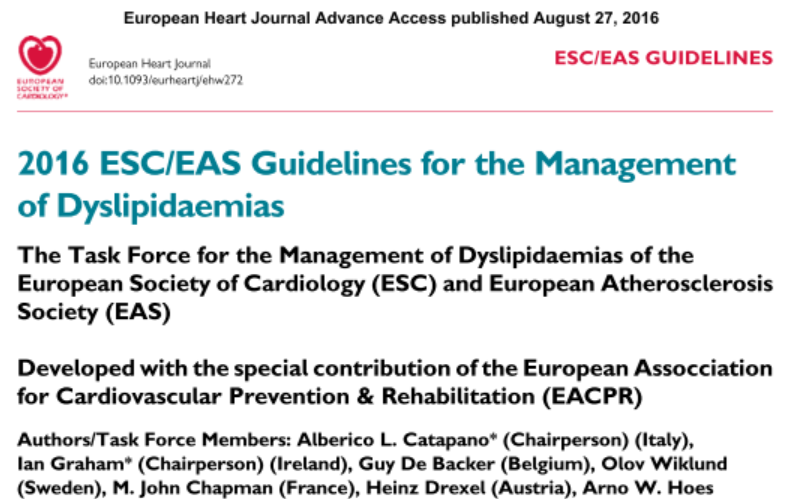 European Heart Journal Advance Access published August 27, 2016
EUROPEAN
SOCIETY OF
CARDIOLOGY®
European Heart Journal
doi:10.1093/eurheartj/ehw272
ESC/EAS GUIDELINES
2016 ESC/EAS Guidelines for the Management
of Dyslipidaemias
The Task Force for the Management of Dyslipidaemias of the
European Society of Cardiology (ESC) and European Atherosclerosis
Society (EAS)
Developed with the special contribution of the European Assocciation
for Cardiovascular Prevention & Rehabilitation (EACPR)
Authors/Task Force Members: Alberico L. Catapano* (Chairperson) (Italy),
Ian Graham* (Chairperson) (Ireland), Guy De Backer (Belgium), Olov Wiklund
(Sweden), M. John Chapman (France), Heinz Drexel (Austria), Arno W. Hoes